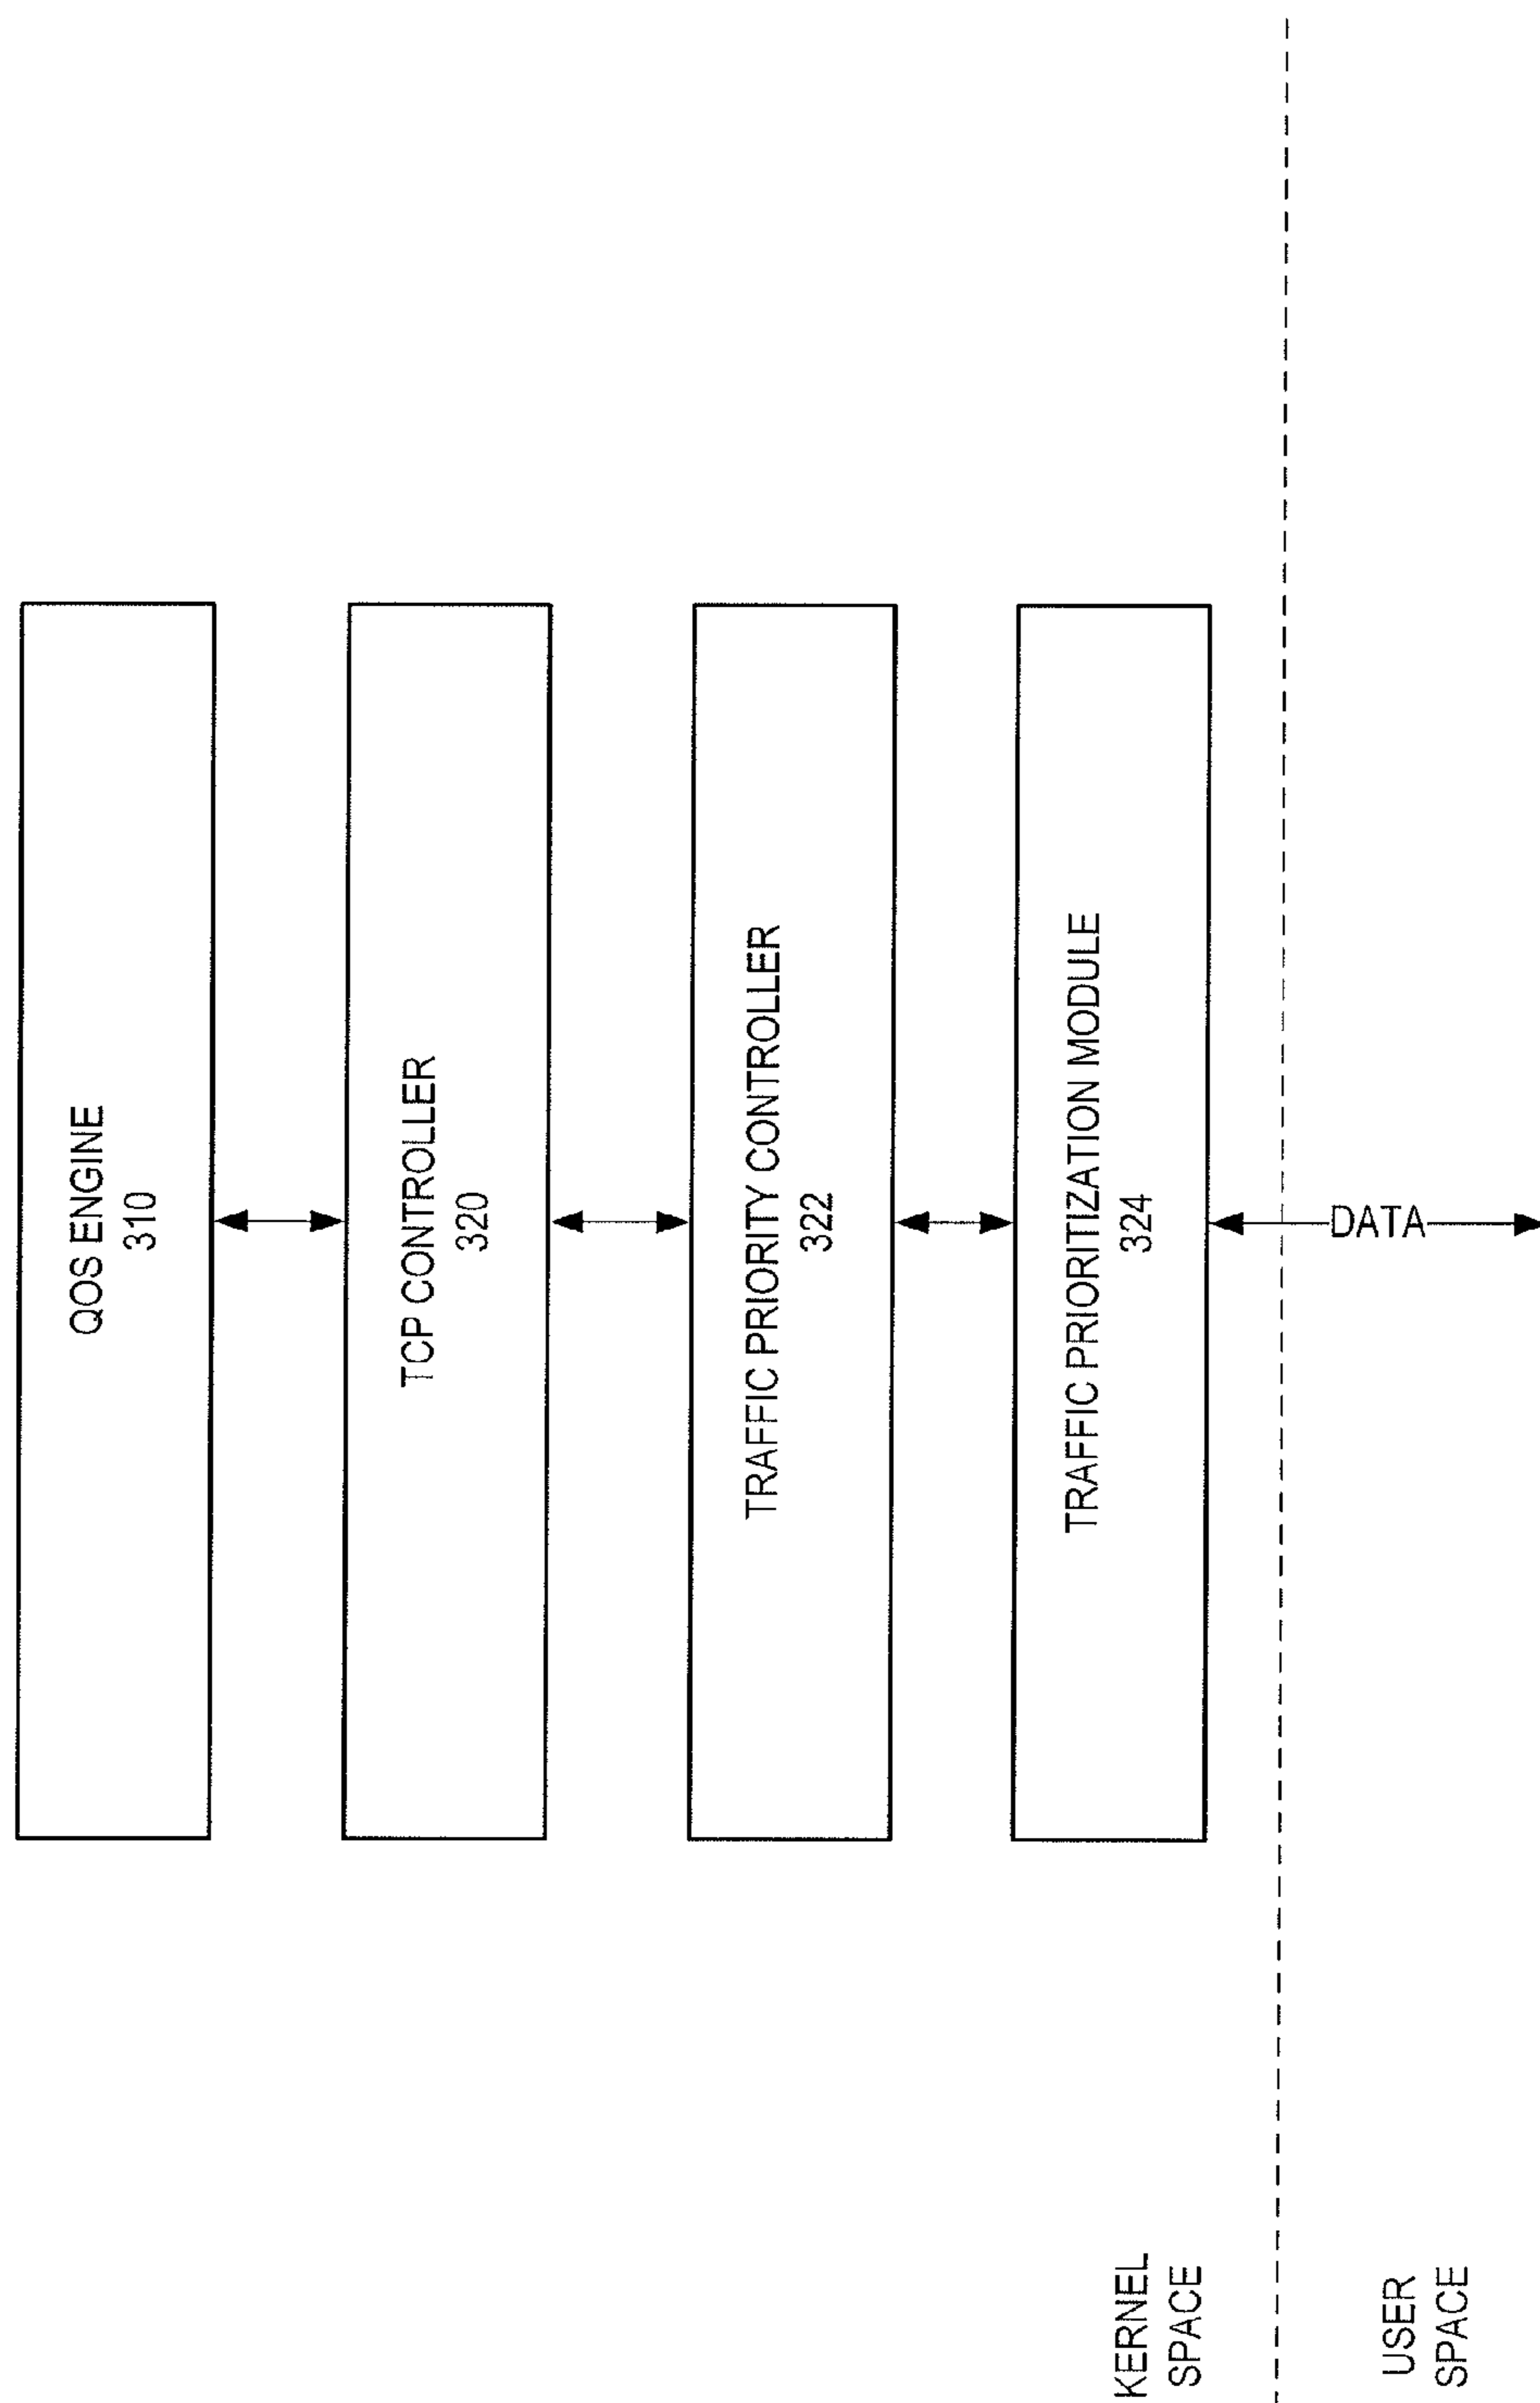 QOS ENGINE
310
TCP CONTROLLER
320
TRAFFIC PRIORITY CONTROLLER
322
TRAFFIC PRIORITIZATION MODULE
324
KERNEL
SPACE
DATA
USER
SPACE